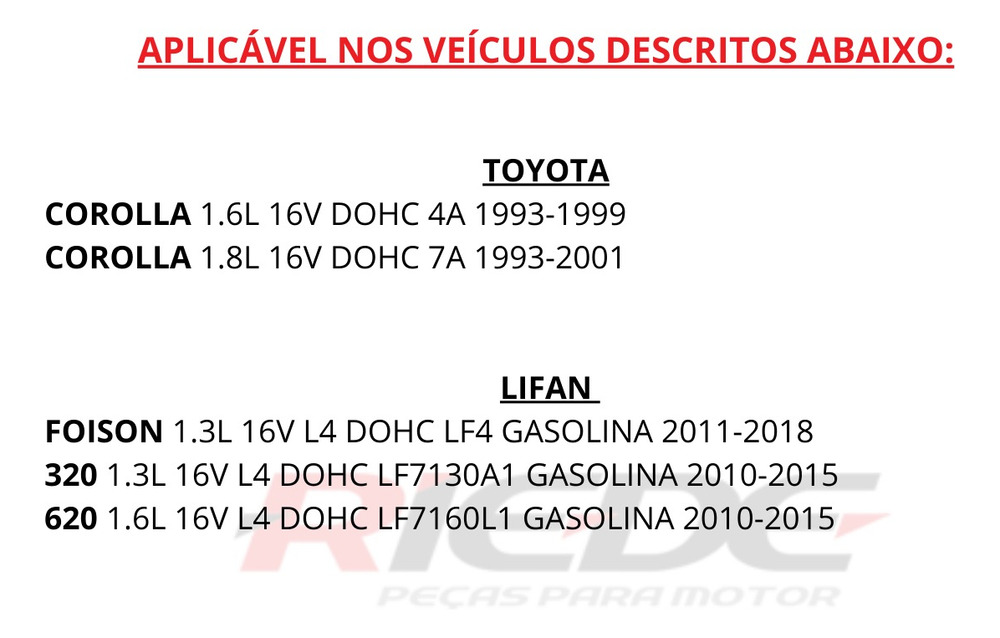 APLICÁVEL NOS VEÍCULOS DESCRITOS ABAIXO:
TOYOTA
COROLLA 1.6L 16V DOHC 4A 1993-1999
COROLLA 1.8L 16V DOHC 7A 1993-2001
LIFAN
FOISON 1.3L 16V L4 DOHC LF4 GASOLINA 2011-2018
320 1.3L 16V L4 DOHC LF7130A1 GASOLINA 2010-2015
620 1.6L 16V L4 DOHC LF7160L1 GASOLINA 2010-2015
RIEDE
PEÇAS PARA MOTOR